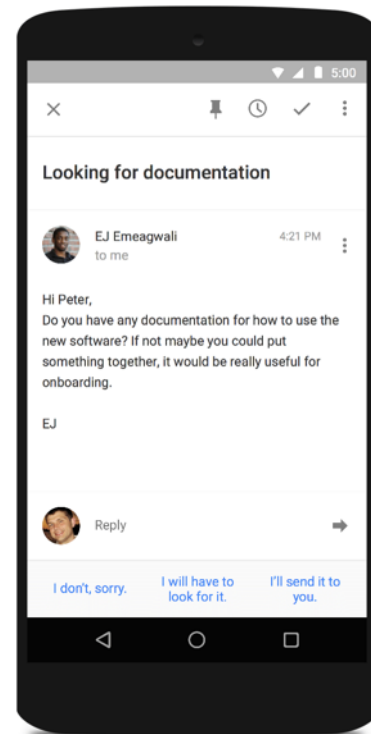 5:00
Looking for documentation
EJ Emeagwali
4:21 PM
to me
Hi Peter,
Do you have any documentation for how to use the
new software? If not maybe you could put
something together, it would be really useful for
onboarding.
EJ
Reply
I don't, sorry.
I will have to
look for it.
I'll send it to
you.